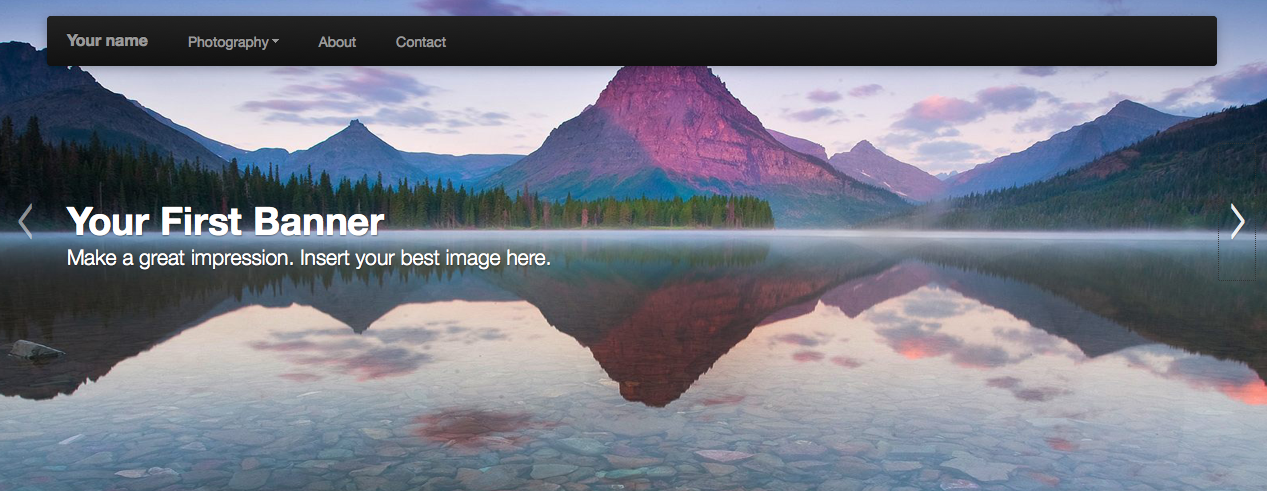 Your name Photography About Contact
Your First Banner
Make a great impression. Insert your best image here.